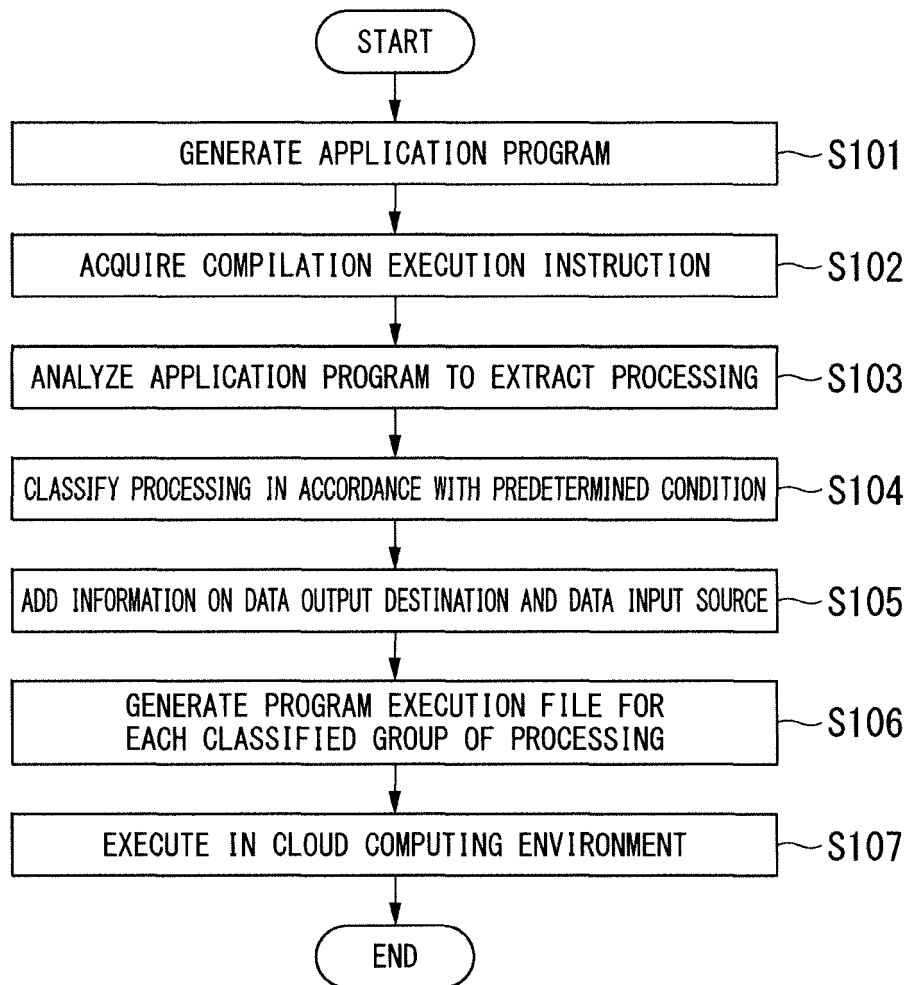 START
GENERATE APPLICATION PROGRAM
S101
ACQUIRE COMPILATION EXECUTION INSTRUCTION
S102
ANALYZE APPLICATION PROGRAM TO EXTRACT PROCESSING
S103
CLASSIFY PROCESSING IN ACCORDANCE WITH PREDETERMINED CONDITION
S104
ADD INFORMATION ON DATA OUTPUT DESTINATION AND DATA INPUT SOURCE
S105
GENERATE PROGRAM EXECUTION FILE FOR
EACH CLASSIFIED GROUP OF PROCESSING
S106
EXECUTE IN CLOUD COMPUTING ENVIRONMENT
S107
END